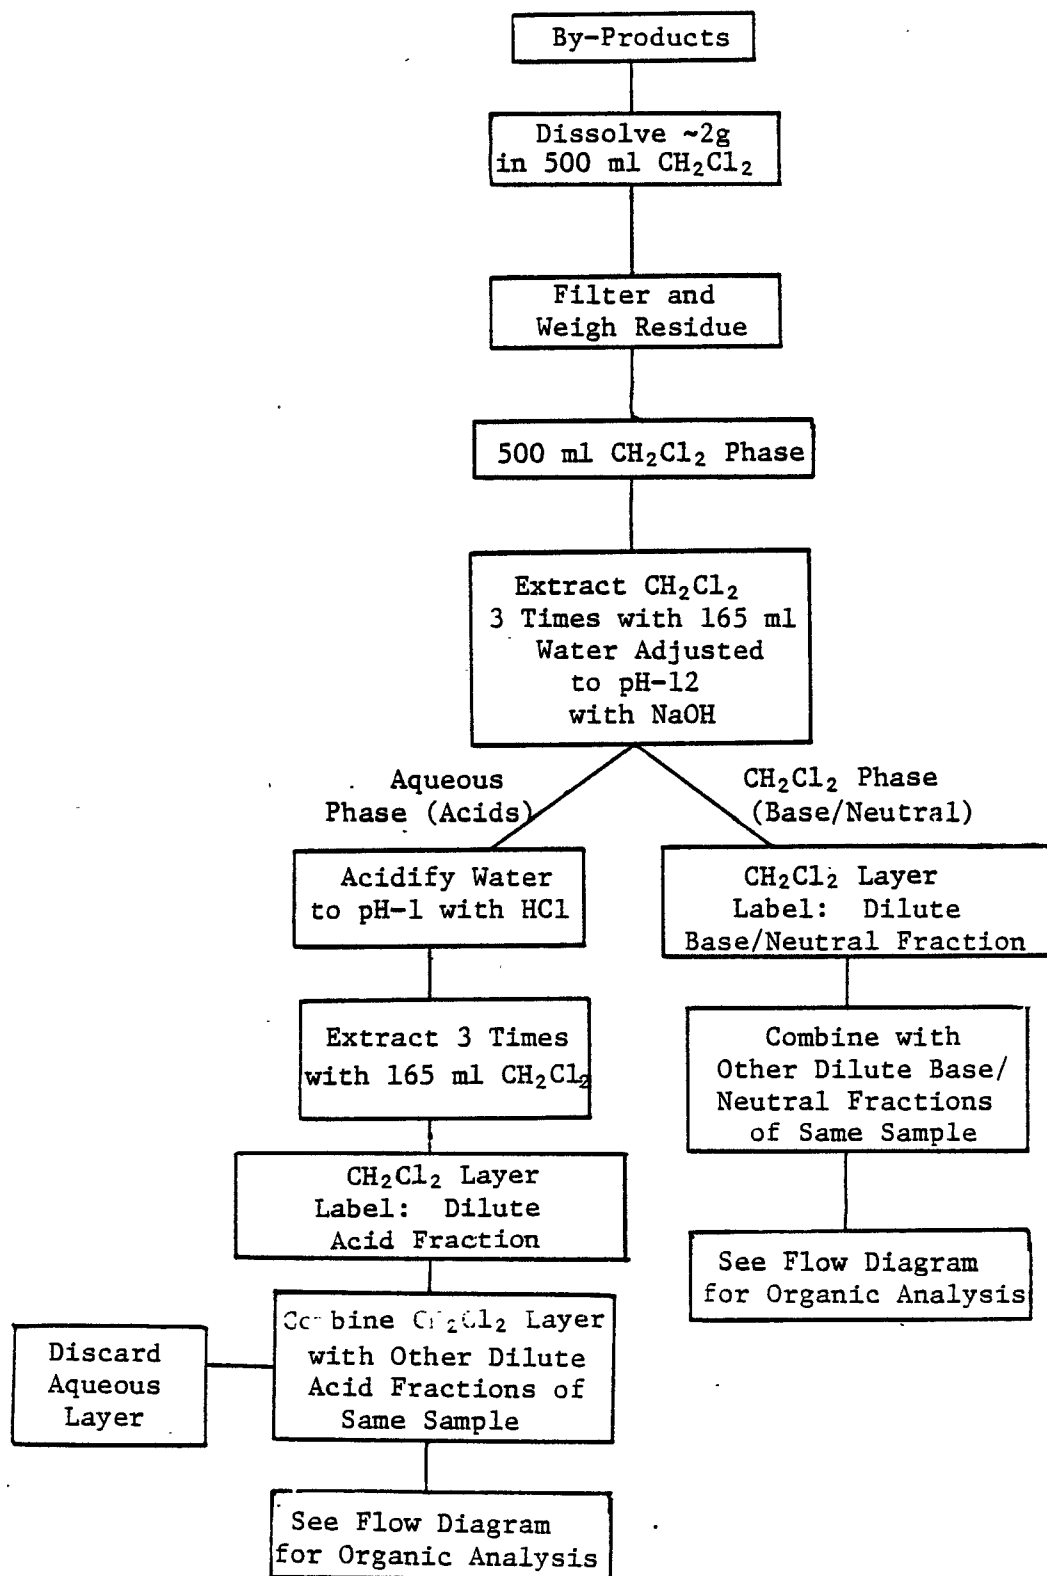 By-Products
Dissolve ~2g
in 500 ml CH₂Cl₂
Filter and
Weigh Residue
500 ml CH₂Cl₂ Phase
Extract CH₂Cl₂
3 Times with 165 ml
Water Adjusted
to pH-12
with NaOH
Aqueous
Phase (Acids)
CH₂Cl₂ Phase
(Base/Neutral)
Acidify Water
to pH-1 with HCl
Extract 3 Times
with 165 ml CH₂Cl₂
CH₂Cl₂ Layer
Label: Dilute
Acid Fraction
Layer
with Other Dilute
Acid Fractions of
Same Sample
Discard
Aqueous
Layer
See Flow Diagram
for Organic Analysis
CH₂Cl₂ Layer
Label: Dilute
Base/Neutral Fraction
Combine with
Other Dilute Base/
Neutral Fractions
of Same Sample
See Flow Diagram
for Organic Analysis